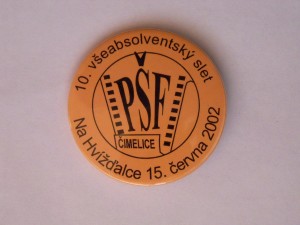 10. všeabsolventský slet
PŠF
ČIMELICE
Na Hvížďalce 15. června 2002